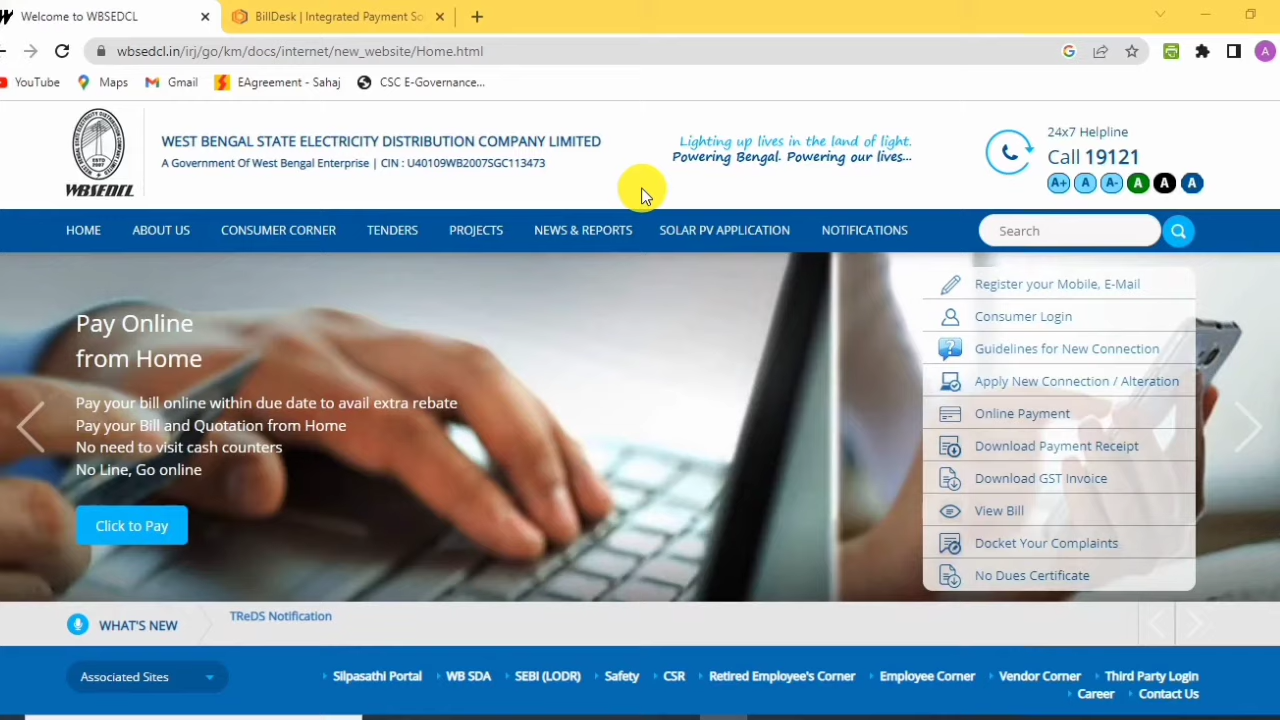 Welcome to WBSEDCL
BillDesk | Integrated Payment So
wbsedcl.in/irj/go/km/docs/internet/new_website/Home.html
A
YouTube
Maps
Gmail
EAgreement - Sahaj
CSC E-Governance...
ESTD
2007
WBSEDCL
WEST BENGAL STATE ELECTRICITY DISTRIBUTION COMPANY LIMITED
A Government Of West Bengal Enterprise | CIN : U40109WB2007SGC113473
Lighting up lives in the land of light.
Powering Bengal. Powering our lives...
24x7 Helpline
Call 19121
A+ A A- A A A
HOME ABOUT US CONSUMER CORNER TENDERS PROJECTS NEWS & REPORTS SOLAR PV APPLICATION NOTIFICATIONS
Search
Pay Online
from Home
Pay your bill online within due date to avail extra rebate
Pay your Bill and Quotation from Home
No need to visit cash counters
No Line, Go online
Click to Pay
Register your Mobile, E-Mail
Consumer Login
Guidelines for New Connection
Apply New Connection / Alteration
Online Payment
Download Payment Receipt
Download GST Invoice
View Bill
Docket Your Complaints
No Dues Certificate
WHAT'S NEW
TReDS Notification
Associated Sites
Silpasathi Portal WB SDA SEBI (LODR) Safety CSR Retired Employee's Corner Employee Corner Vendor Corner Third Party Login
Career Contact Us